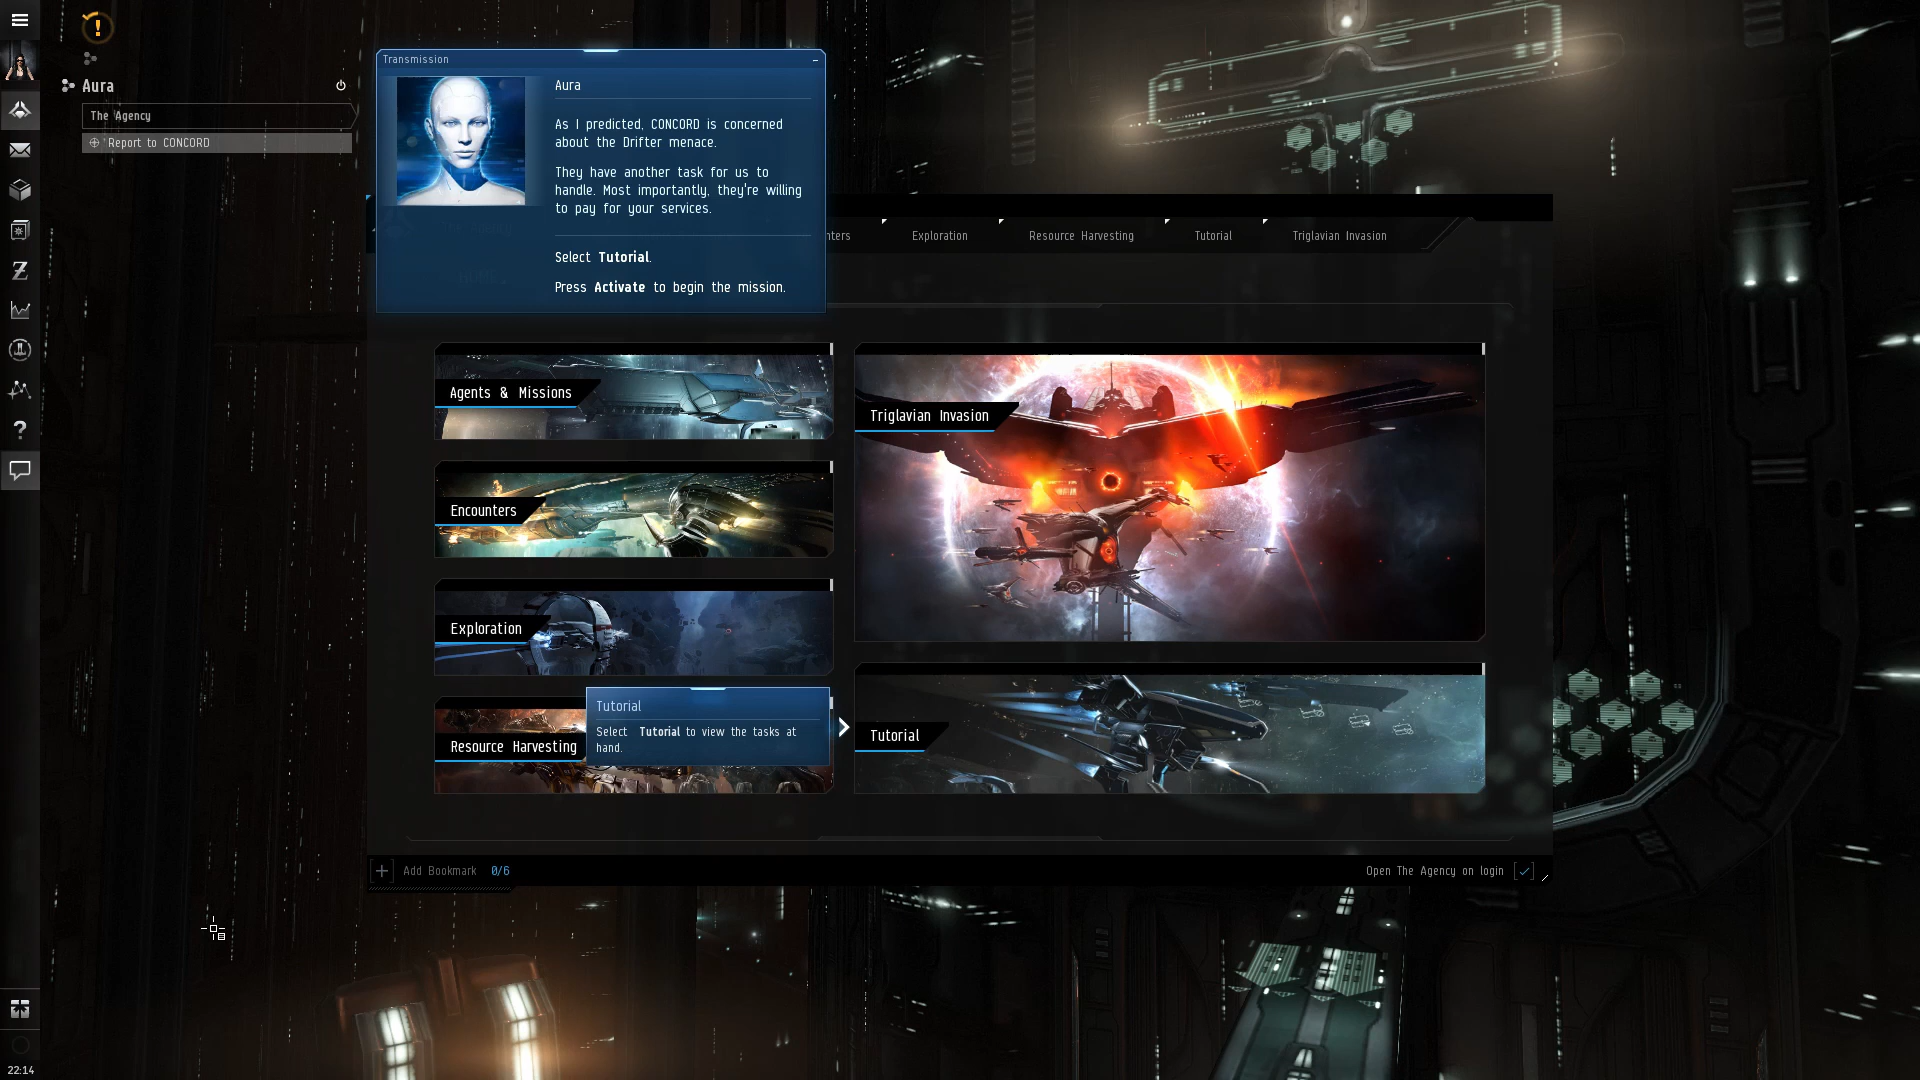 Aura
The Agency
Report to CONCORD
Transmission
Aura
As I predicted, CONCORD is concerned
about the Drifter menace.
They have another task for us to
handle. Most importantly, they're willing
to pay for your services.
Select Tutorial.
Press Activate to begin the mission.
Exploration
Resource Harvesting
Tutorial
Triglavian Invasion
Agents & Missions
Encounters
Exploration
Resource Harvesting
Tutorial
Select Tutorial to view the tasks at
hand.
Triglavian Invasion
Tutorial
Add Bookmark 0/6
Open The Agency on login
22:14